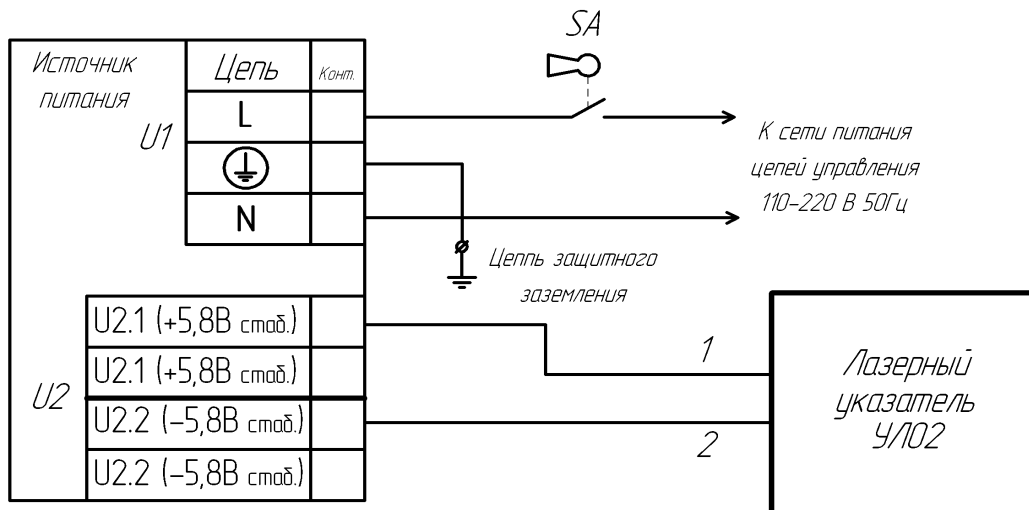 SA
Источник
питания
Цепь
Конт.
U1
L
N
К сети питания
цепей управления
110-220 В 50Гц
Цеппь защитного
заземления
U2
U2.1 (+5,8В стаб.)
U2.1 (+5,8В стаб.)
U2.2 (-5,8В стаб.)
U2.2 (-5,8В стаб.)
1
2
Лазерный
указатель
УЛ02